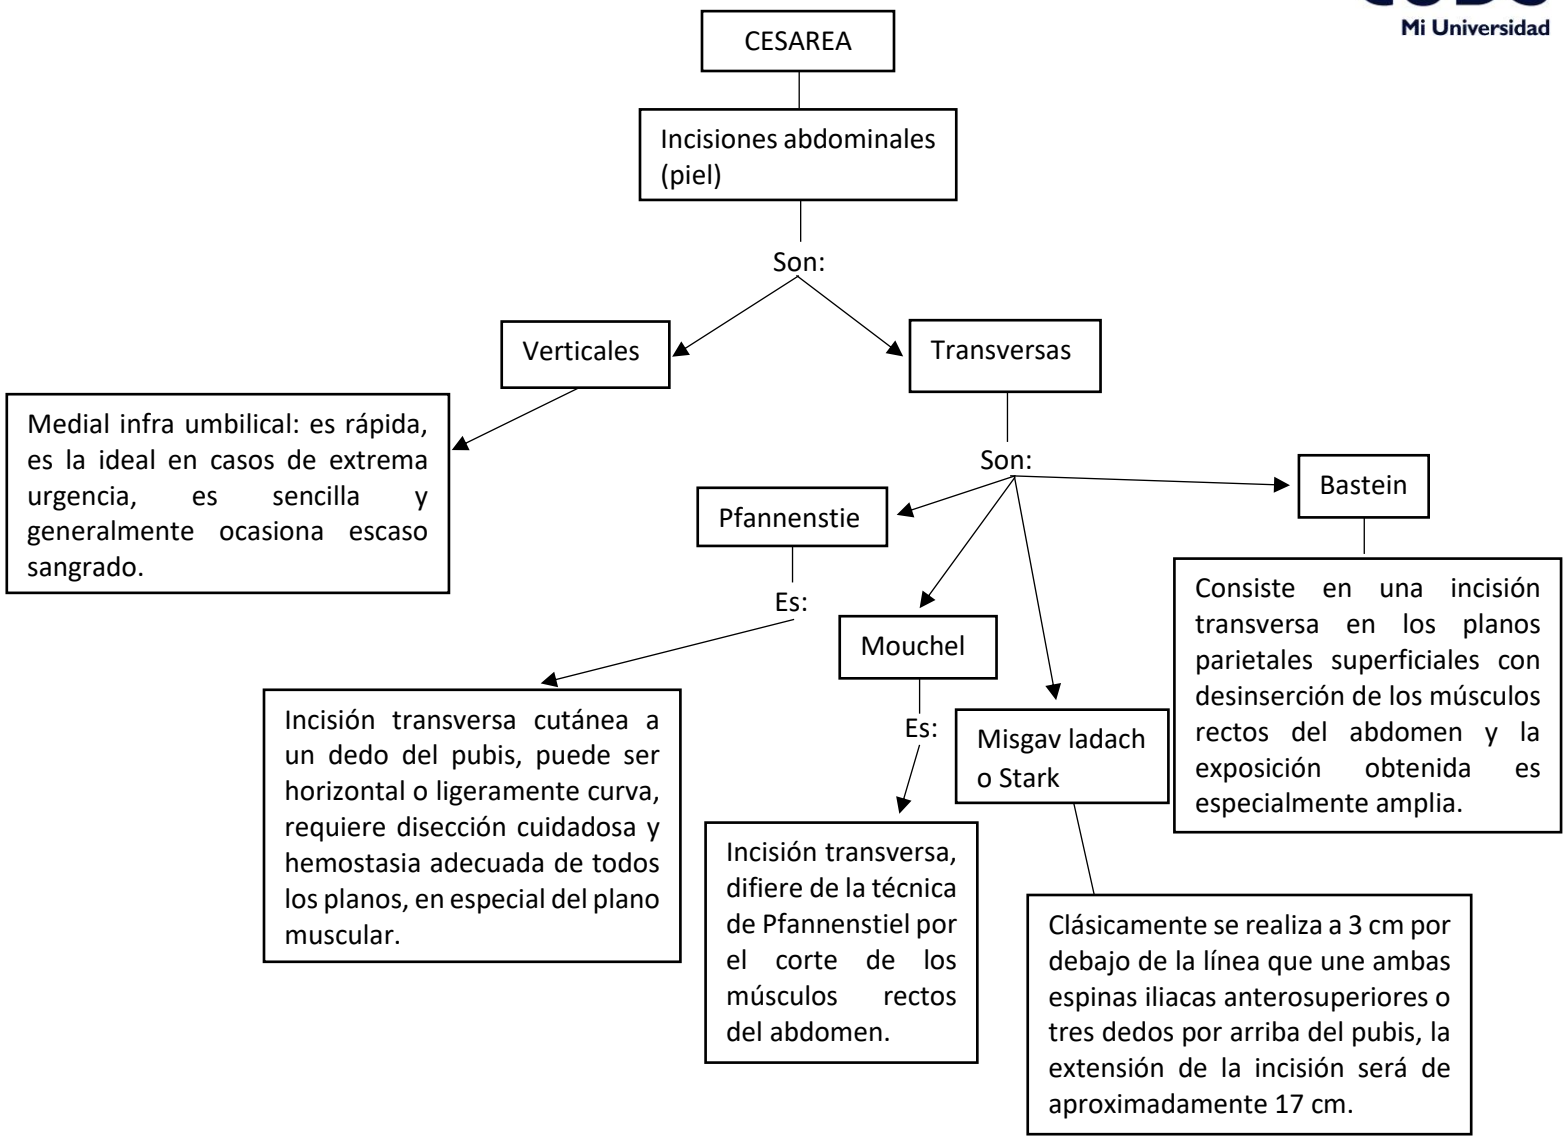 Mi Universidad
CESAREA
Incisiones abdominales
(piel)
Son:
Verticales
Transversas
Medial infra umbilical: es rápida,
es la ideal en casos de extrema
urgencia, es sencilla y
generalmente ocasiona escaso
sangrado.
Son:
Pfannenstie
Es:
Incisión transversa cutánea a
un dedo del pubis, puede ser
horizontal o ligeramente curva,
requiere disección cuidadosa y
hemostasia adecuada de todos
los planos, en especial del plano
muscular.
Mouchel
Es:
Incisión transversa,
difiere de la técnica
de Pfannenstiel por
el corte de los
músculos rectos
del abdomen.
Misgav ladach
o Stark
Clásicamente se realiza a 3 cm por
debajo de la línea que une ambas
espinas iliacas anterosuperiores o
tres dedos por arriba del pubis, la
extensión de la incisión será de
aproximadamente 17 cm.
Bastein
Consiste en una incisión
transversa en los planos
parietales superficiales con
desinserción de los músculos
rectos del abdomen y la
exposición obtenida es
especialmente amplia.